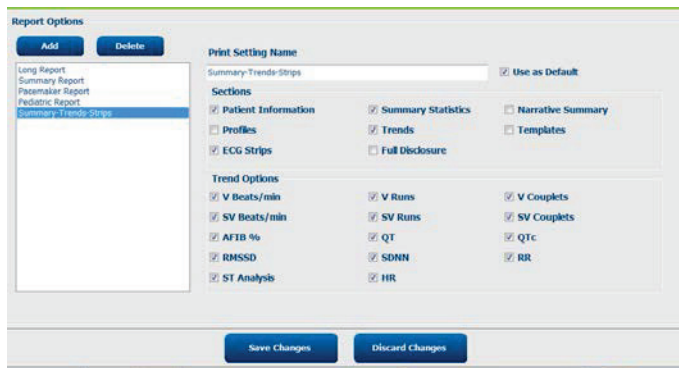 Report Options
Add Delete
Print Setting Name
Long Report
Summary Report
Pacemaker Report
Pediatric Report
Summary-Trends-Strips
Summary-Trends-Strips Use as Default
Sections
Patient Information Summary Statistics Narrative Summary
Profiles Trends Templates
ECG Strips Full Disclosure
Trend Options
V Beats/min V Runs V Couplets
SV Beats/min SV Runs SV Couplets
AFIB % QT QTc
RMSSD SDNN RR
ST Analysis HR
Save Changes Discard Changes